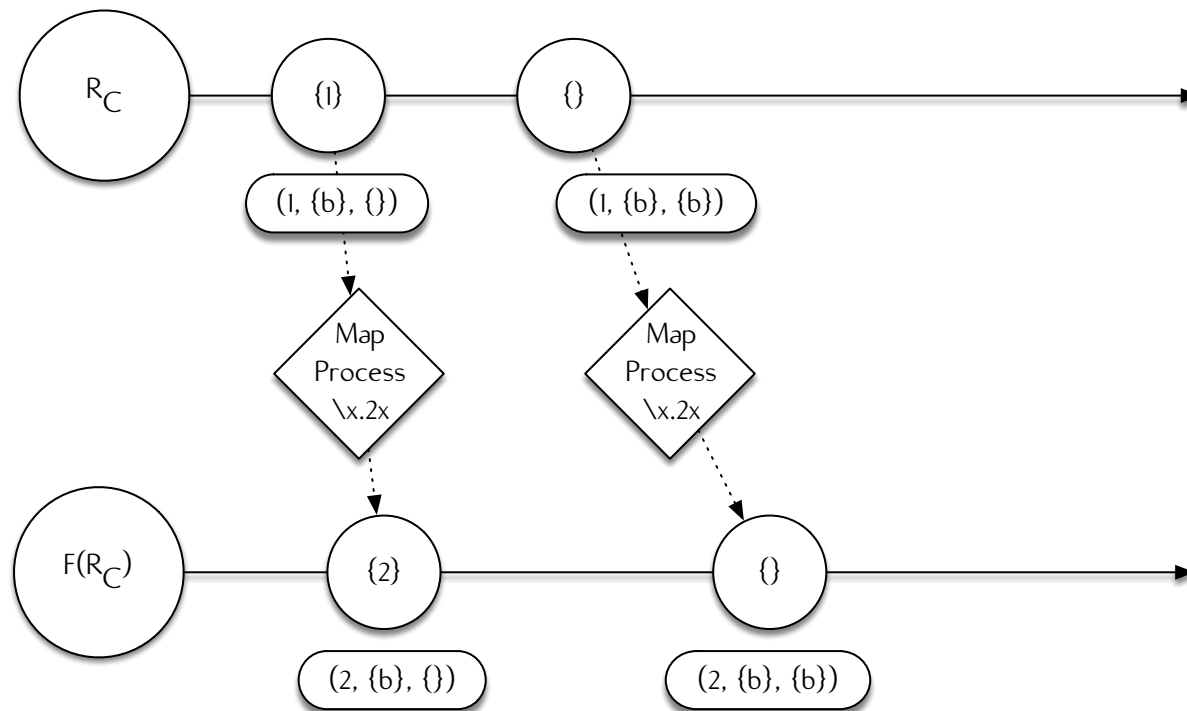 R_C
{1}
{}
(1, {b}, {})
(1, {b}, {b})
Map
Process
\x.2x
Map
Process
\x.2x
F(R_C)
{2}
{}
(2, {b}, {})
(2, {b}, {b})